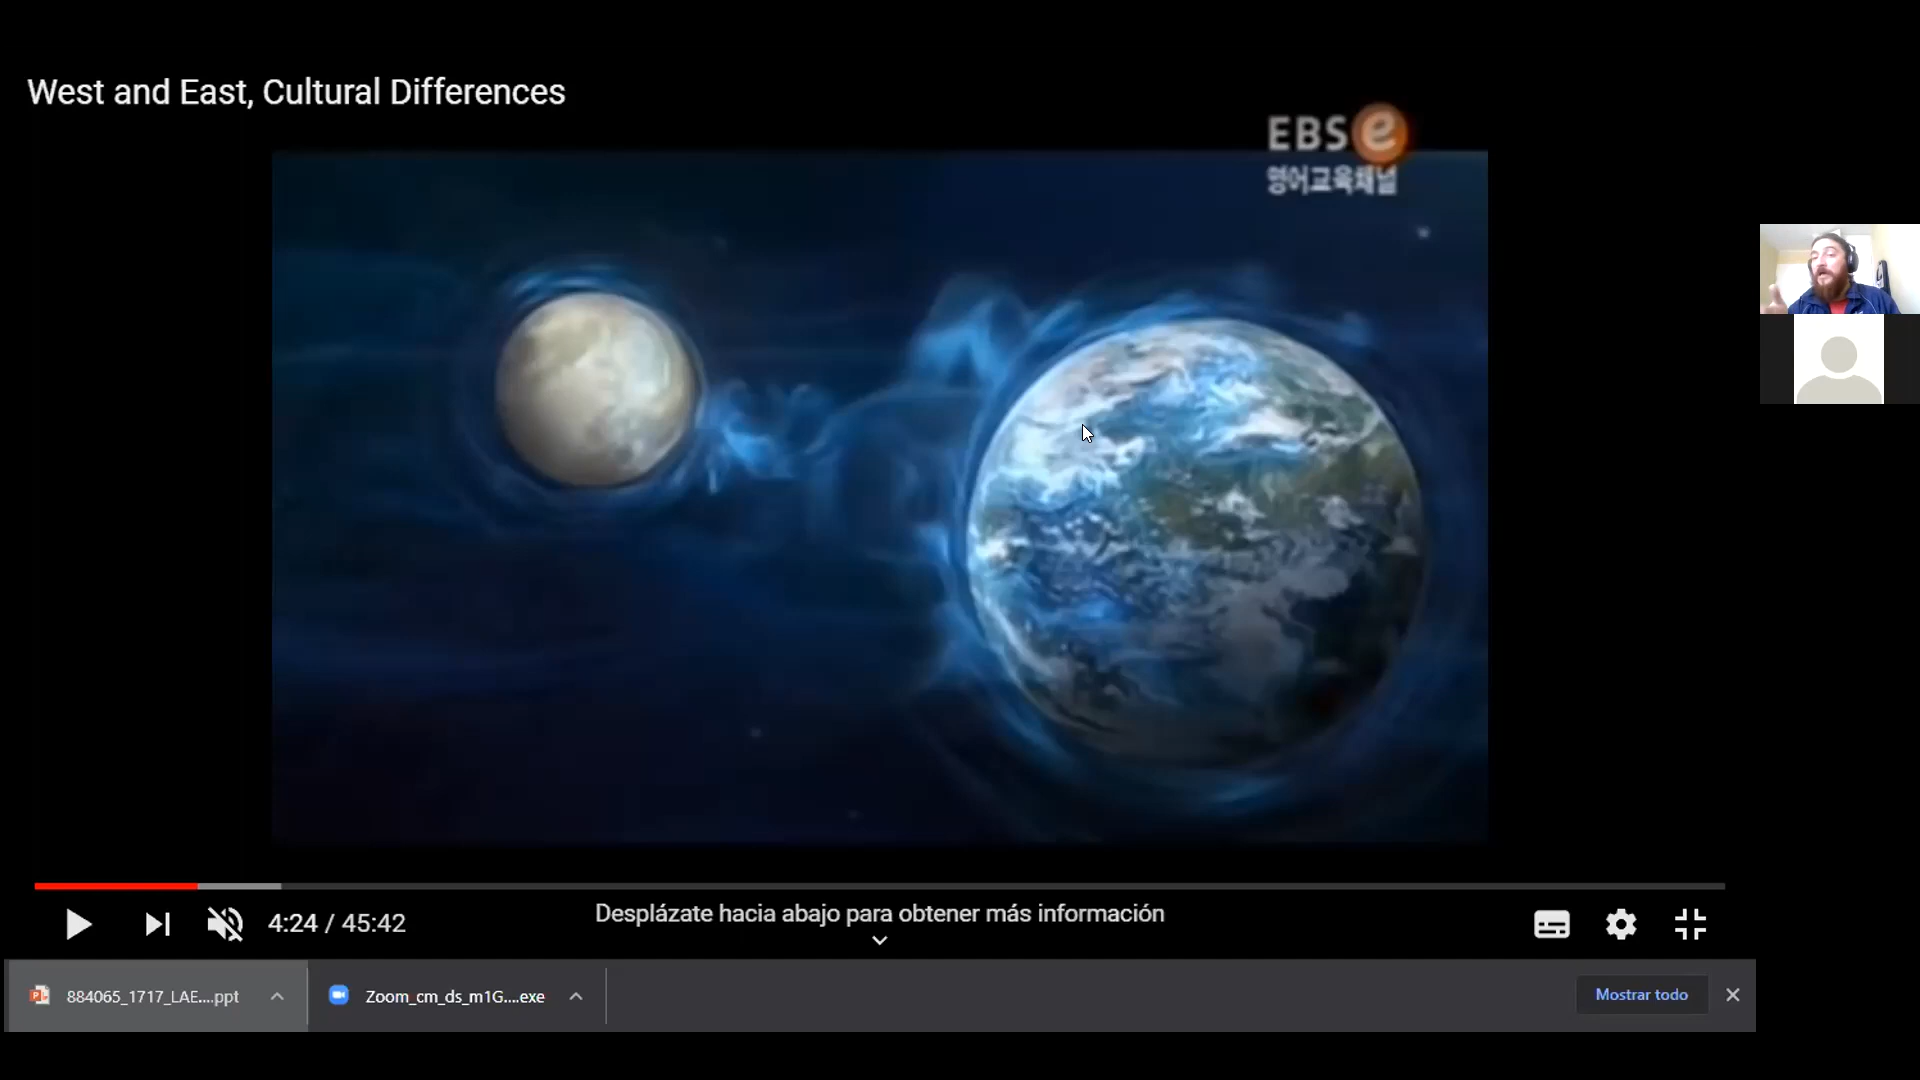 West and East, Cultural Differences
EBS e
영어교육채널
4:24 / 45:42
Desplázate hacia abajo para obtener más información
884065_1717_LAE....ppt
Zoom_cm_ds_m1G....exe
Mostrar todo